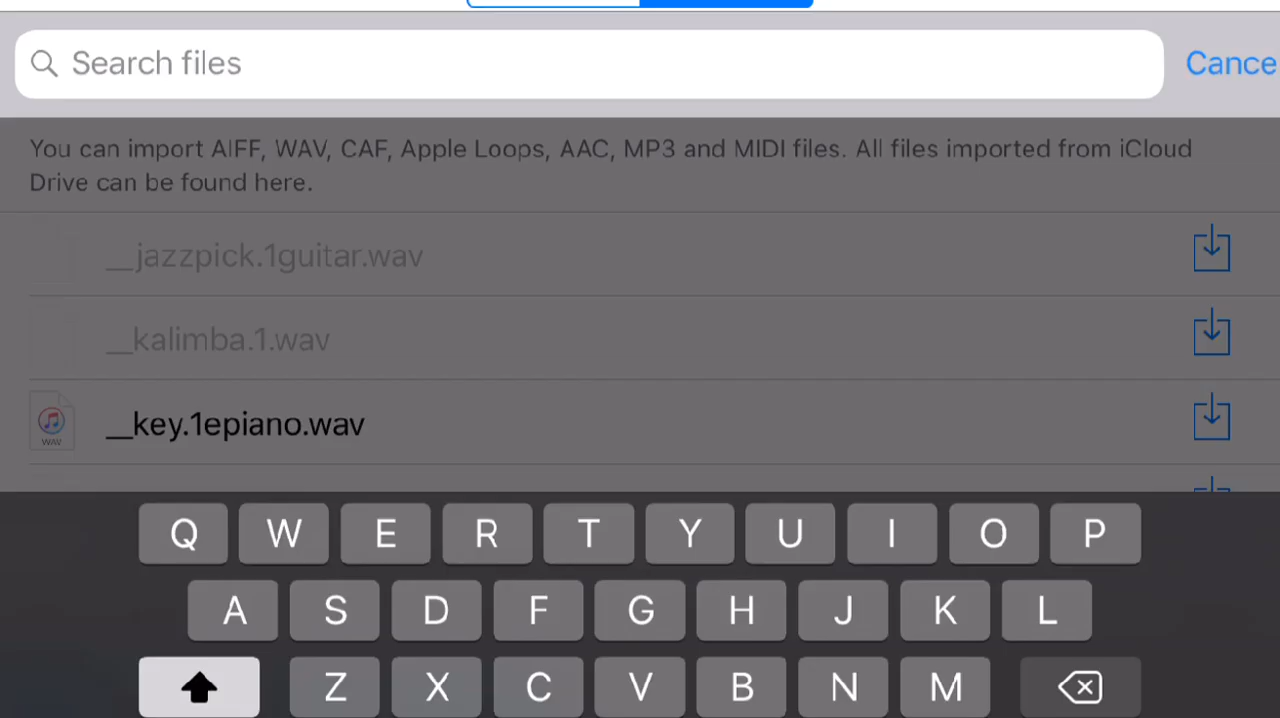 Search files
Cance
You can import AIFF, WAV, CAF, Apple Loops, AAC, MP3 and MIDI files. All files imported from iCloud
Drive can be found here.
__jazzpick.1guitar.wav
__kalimba.1.wav
WAV
__key.1epiano.wav
Q W E R T Y U I O P
A S D F G H J K L
Z X C V B N M